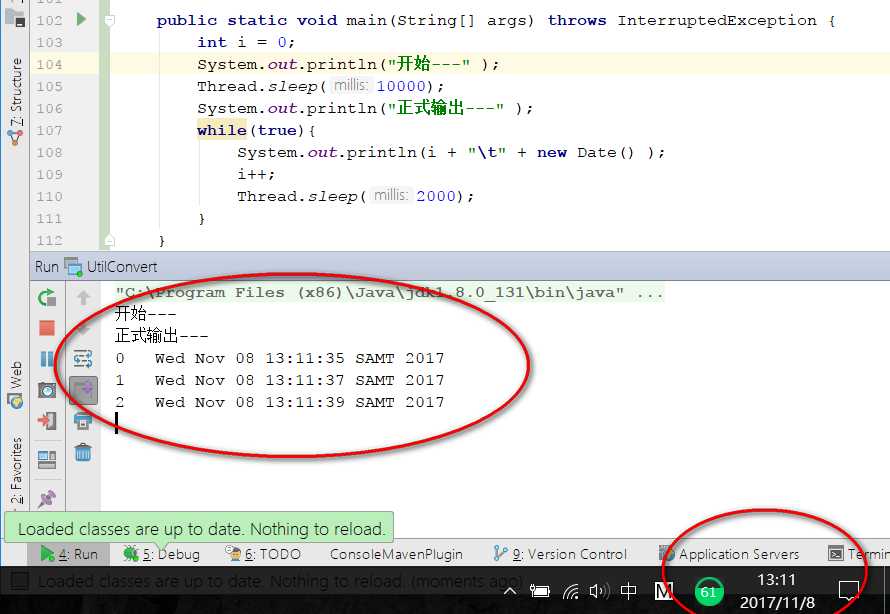 102 public static void main(String[] args) throws InterruptedException {
103 int i = 0;
104 System.out.println("开始---" );
105 Thread.sleep( millis: 10000);
106 System.out.println("正式输出---" );
107 while(true){
108 System.out.println(i + "\t" + new Date() );
109 i++;
110 Thread.sleep( millis: 2000);
111 }
112 }
Z: Structure
Run UtilConvert
"C:\Program Files (x86)\Java\jdk1.8.0_131\bin\java" ...
开始---
正式输出---
0 Wed Nov 08 13:11:35 SAMT 2017
1 Wed Nov 08 13:11:37 SAMT 2017
2 Wed Nov 08 13:11:39 SAMT 2017
Web
2: Favorites
Loaded classes are up to date. Nothing to reload.
4: Run 5: Debug 6: TODO ConsoleMavenPlugin 9: Version Control Application Servers Termin
Loaded classes are up to date. Nothing to reload. (moments ago)
中 M 61 13:11
2017/11/8